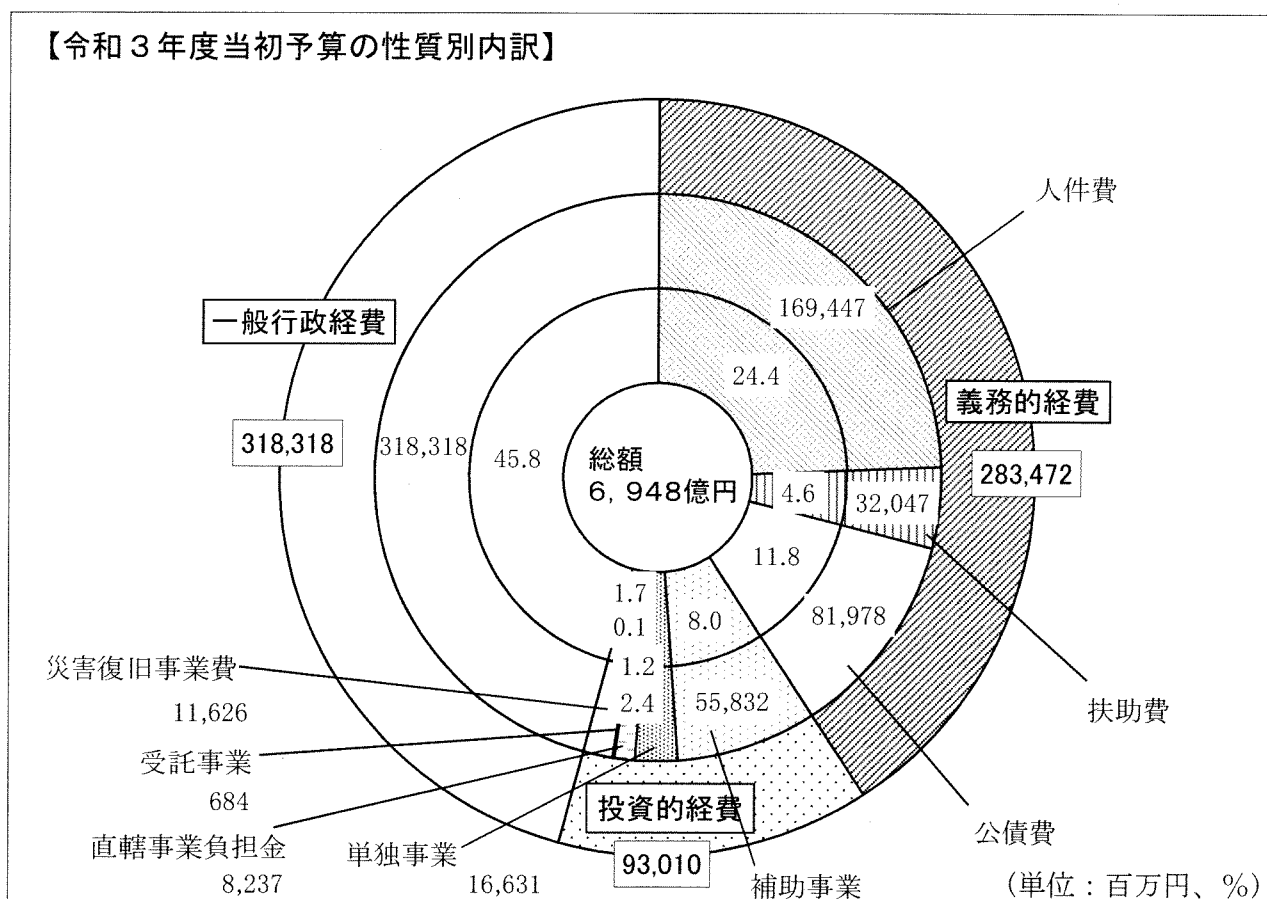 【令和３年度当初予算の性質別内訳】
人件費
169,447
一般行政経費
24.4
義務的経費
318,318
318,318
45.8
総額
6，948億円
4.6
32,047
283,472
11.8
1.7
0.1
8.0
81,978
災害復旧事業費
11,626
1.2
2.4
55,832
扶助費
受託事業
684
投資的経費
直轄事業負担金
8,237
単独事業
16,631
93,010
補助事業
公債費
(単位：百万円、％)